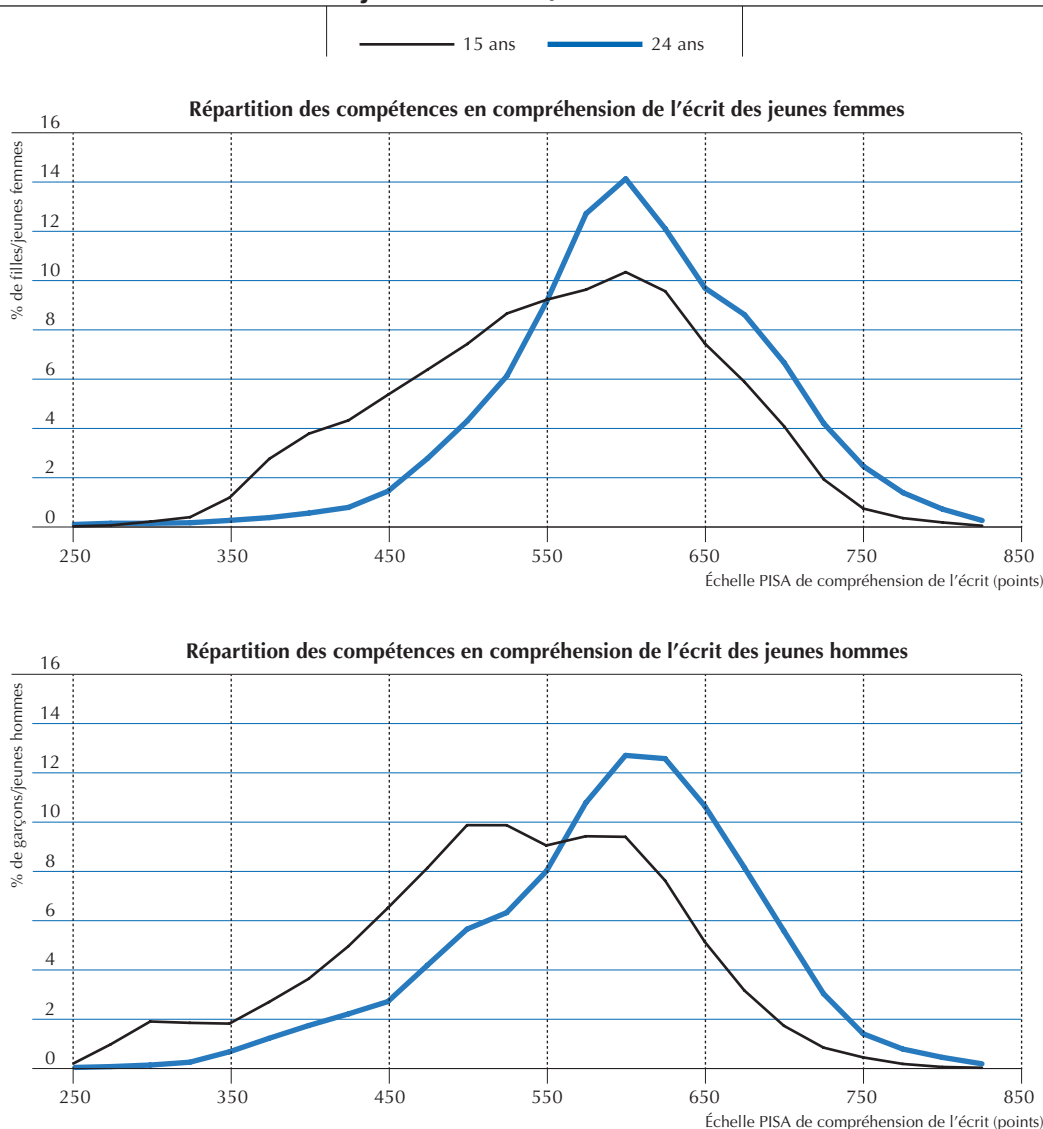 15 ans 24 ans
Répartition des compétences en compréhension de l'écrit des jeunes femmes
% de filles/jeunes femmes
16
14
12
10
8
6
4
2
0
250 350 450 550 650 750 850
Échelle PISA de compréhension de l'écrit (points)
Répartition des compétences en compréhension de l'écrit des jeunes hommes
% de garçons/jeunes hommes
16
14
12
10
8
6
4
2
0
250 350 450 550 650 750 850
Échelle PISA de compréhension de l'écrit (points)